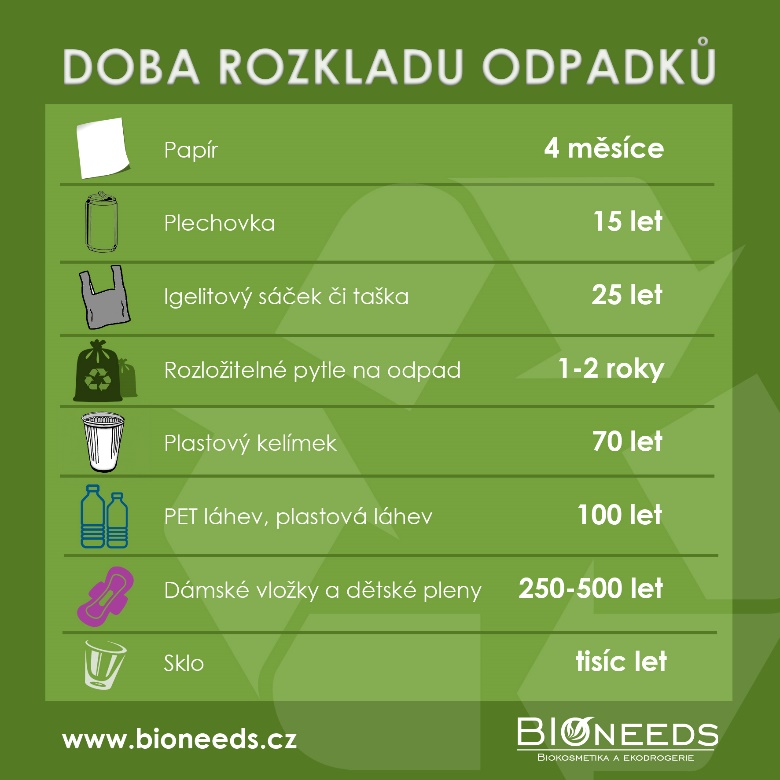 DOBA ROZKLADU ODPADKŮ
Papír 4 měsíce
Plechovka 15 let
Igelitový sáček či taška 25 let
Rozložitelné pytle na odpad 1-2 roky
Plastový kelímek 70 let
PET láhev, plastová láhev 100 let
Dámské vložky a dětské pleny 250-500 let
Sklo tisíc let
www.bioneeds.cz
BIONEEDS
BIOKOSMETIKA A EKODROGERIE